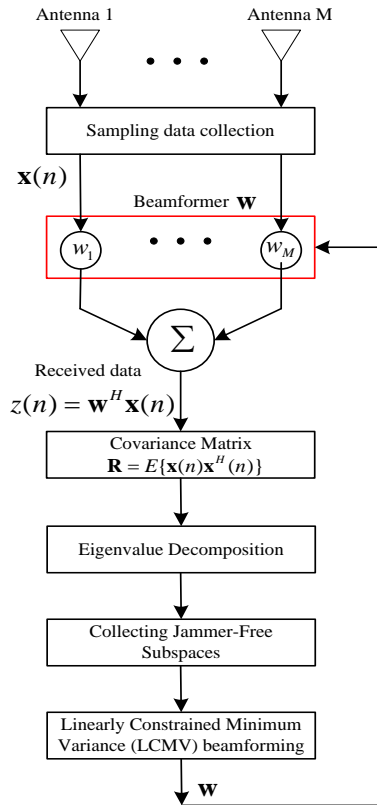 Antenna 1 Antenna M
Sampling data collection
x(n)
Beamformer w
w₁ w_M
Σ
Received data
z(n) = w^H x(n)
Covariance Matrix
R = E{x(n)x^H(n)}
Eigenvalue Decomposition
Collecting Jammer-Free
Subspaces
Linearly Constrained Minimum
Variance (LCMV) beamforming
w